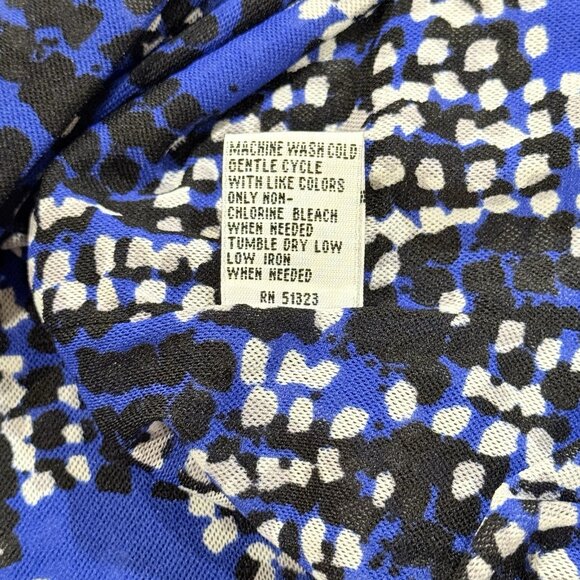 MACHINE WASH COLD
GENTLE CYCLE
WITH LIKE COLORS
ONLY NON-
CHLORINE BLEACH
WHEN NEEDED
TUMBLE DRY LOW
LOW IRON
WHEN NEEDED
RN 51323